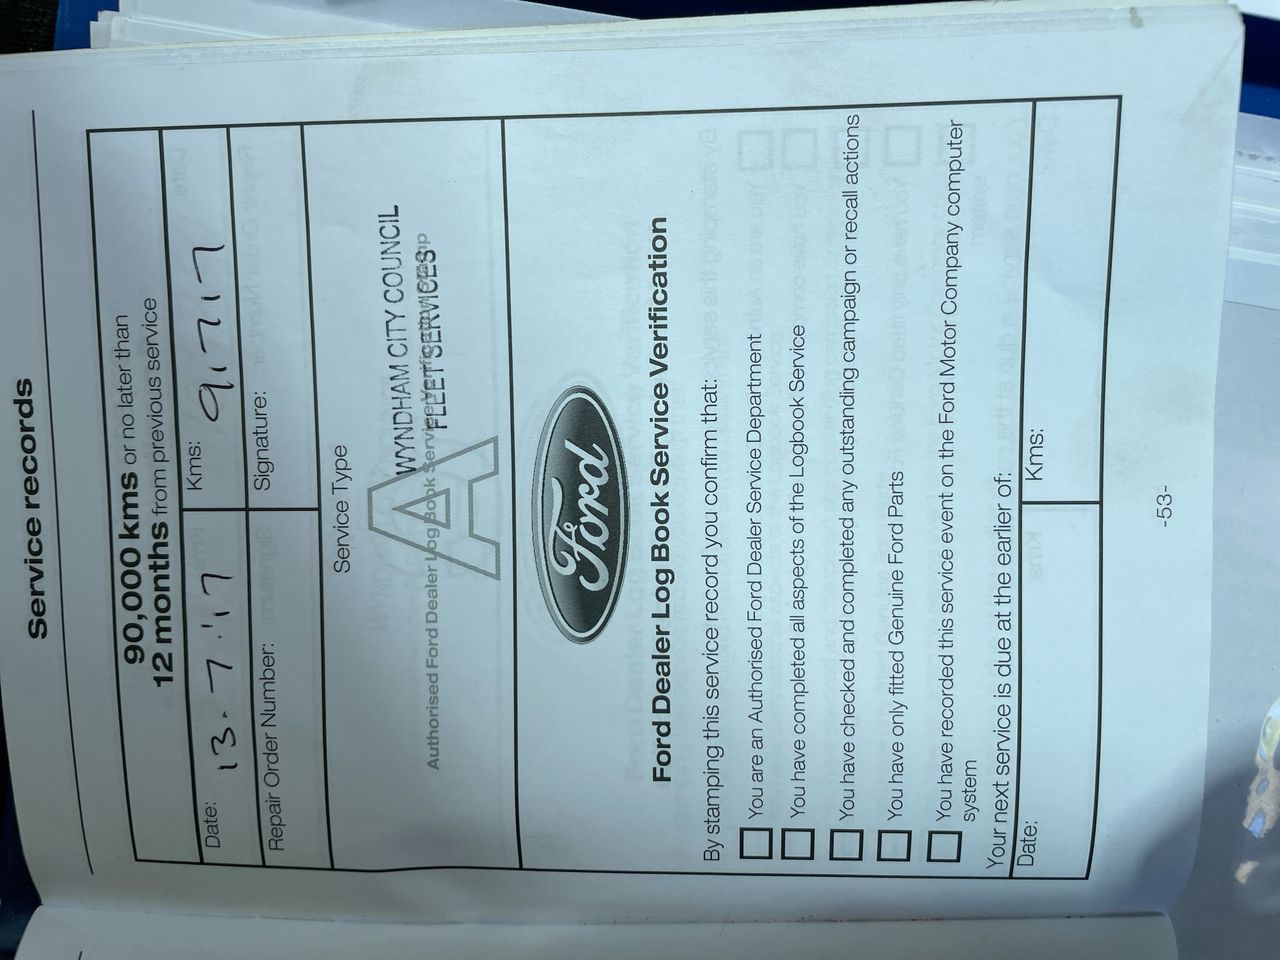 Service records
90,000 kms or no later than
12 months from previous service
Date: 13.7.'17 Kms: 91717
Repair Order Number: Signature:
Service Type
A
WYNDHAM CITY COUNCIL
FLEET SERVICES
Authorised Ford Dealer Log Book Service Verification Stamp
Ford
Ford Dealer Log Book Service Verification
By stamping this service record you confirm that:
You are an Authorised Ford Dealer Service Department
You have completed all aspects of the Logbook Service
You have checked and completed any outstanding campaign or recall actions
You have only fitted Genuine Ford Parts
You have recorded this service event on the Ford Motor Company computer
system
Your next service is due at the earlier of:
Date: Kms:
-53-